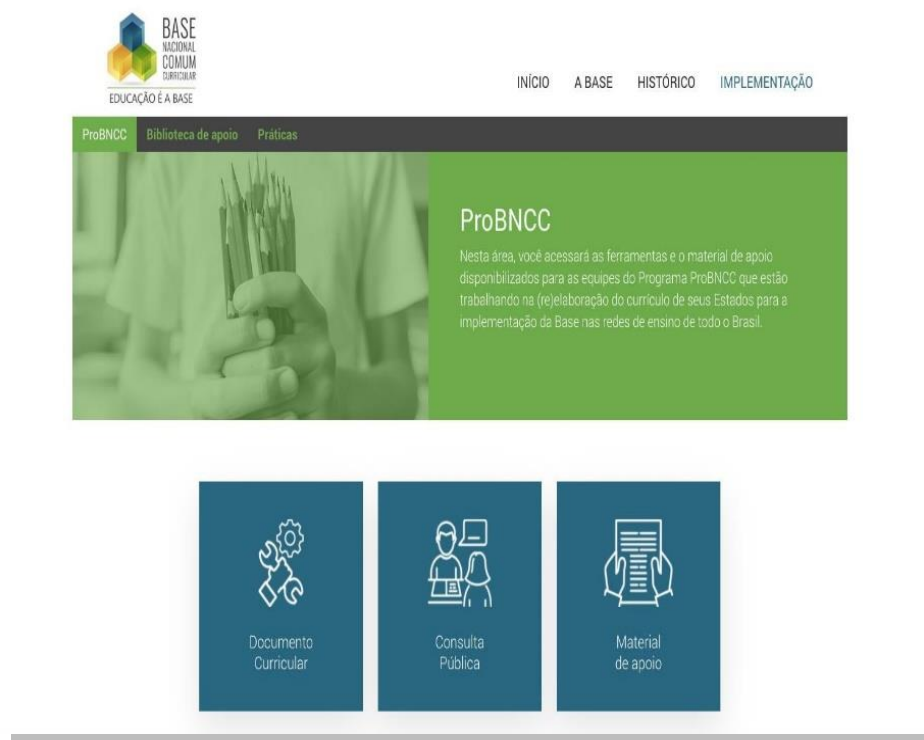 BASE
NACIONAL
COMUM
CURRICULAR
EDUCAÇÃO É A BASE
INÍCIO A BASE HISTÓRICO IMPLEMENTAÇÃO
ProBNCC Biblioteca de apoio Práticas
ProBNCC
Nesta área, você acessará as ferramentas e o material de apoio
disponibilizados para as equipes do Programa ProBNCC que estão
trabalhando na (re)elaboração do currículo de seus Estados para a
implementação da Base nas redes de ensino de todo o Brasil.
Documento
Curricular
Consulta
Pública
Material
de apoio